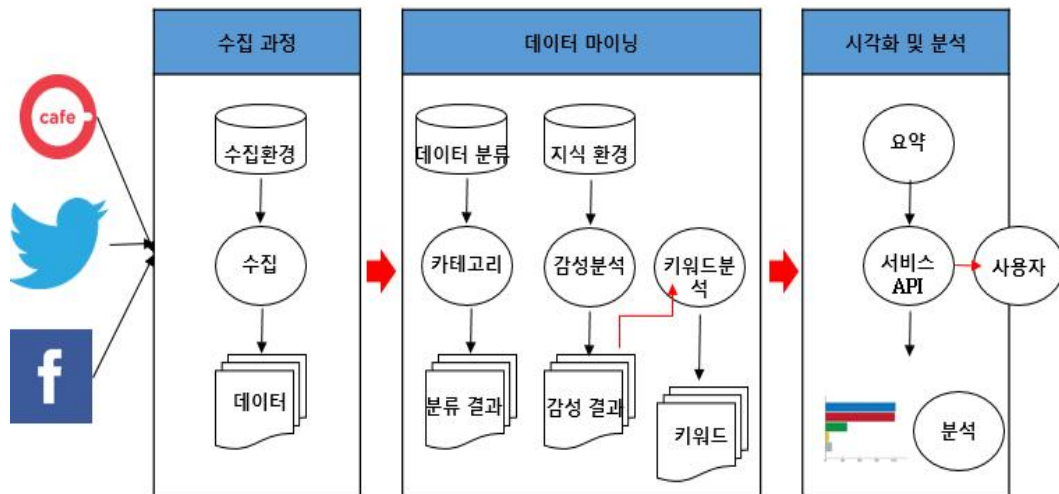 수집 과정
데이터 마이닝
시각화 및 분석
cafe
수집환경
데이터 분류
지식 환경
요약
수집
카테고리
감성분석
키워드분
석
서비스
API
사용자
데이터
분류 결과
감성 결과
키워드
분석